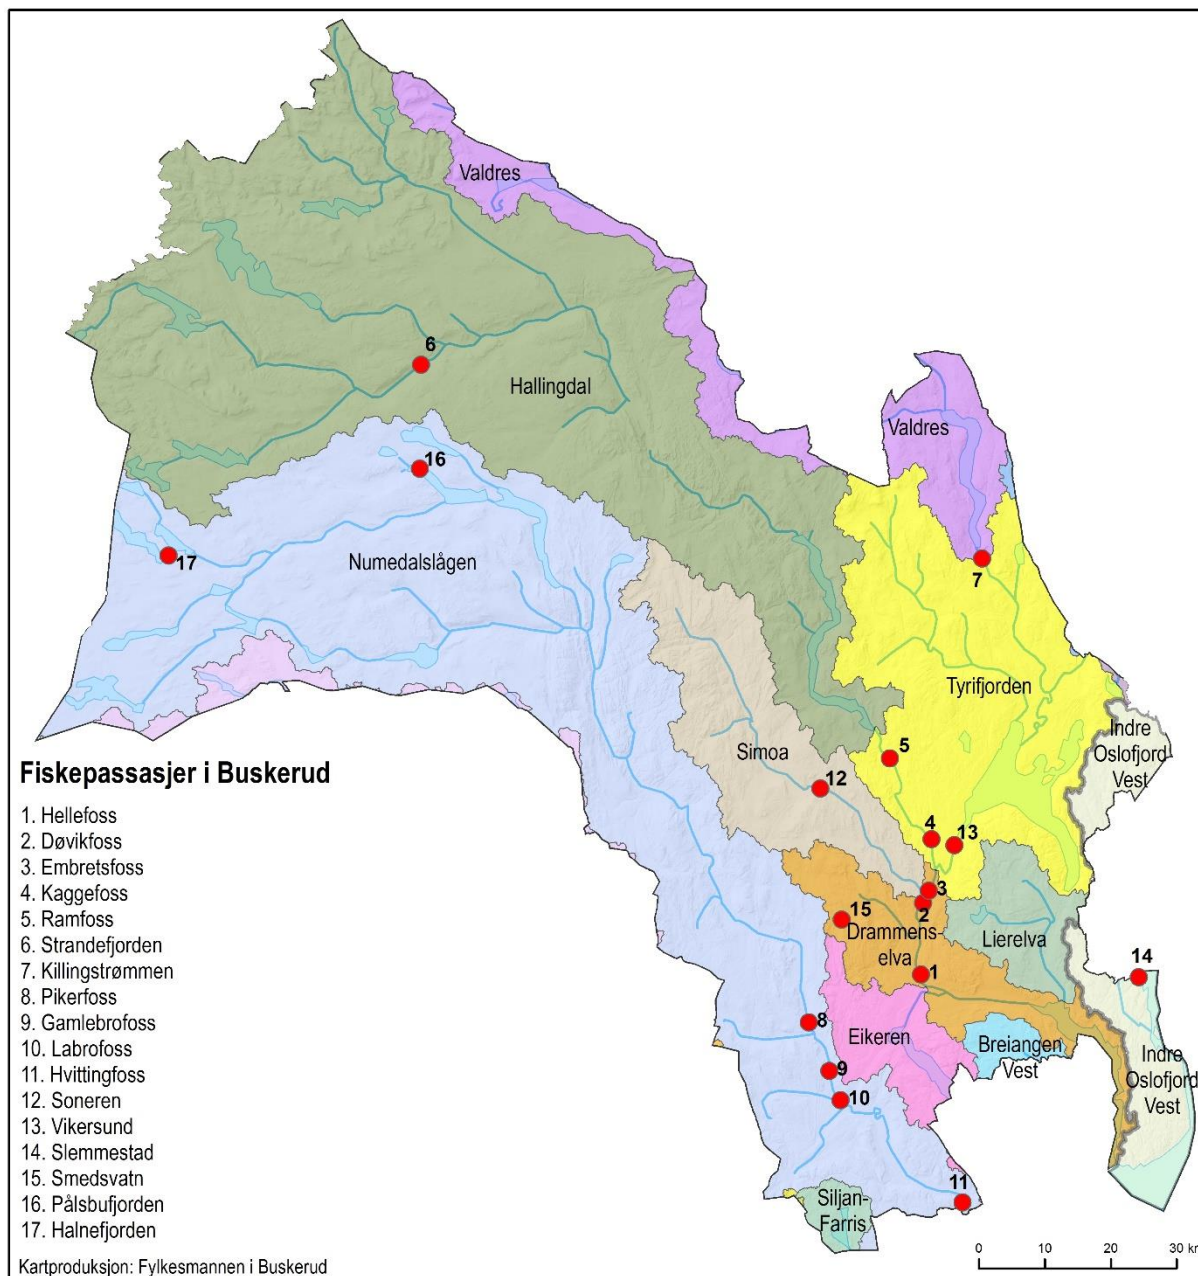 Valdres
6
Hallingdal
Valdres
16
17
Numedalslågen
7
Tyrifjorden
Indre
Oslofjord
Vest
Simoa
5
12
4
13
3
2
15
Drammens-
elva
Lierelva
1
14
8
Eikeren
Breiangen
Vest
Indre
Oslofjord
Vest
9
10
11
Siljan-
Farris
Fiskepassasjer i Buskerud
1. Hellefoss
2. Døvikfoss
3. Embretsfoss
4. Kaggefoss
5. Ramfoss
6. Strandefjorden
7. Killingstrømmen
8. Pikerfoss
9. Gamlebrofoss
10. Labrofoss
11. Hvittingfoss
12. Soneren
13. Vikersund
14. Slemmestad
15. Smedsvatn
16. Pålsbufjorden
17. Halnefjorden
Kartproduksjon: Fylkesmannen i Buskerud
0 10 20 30 km